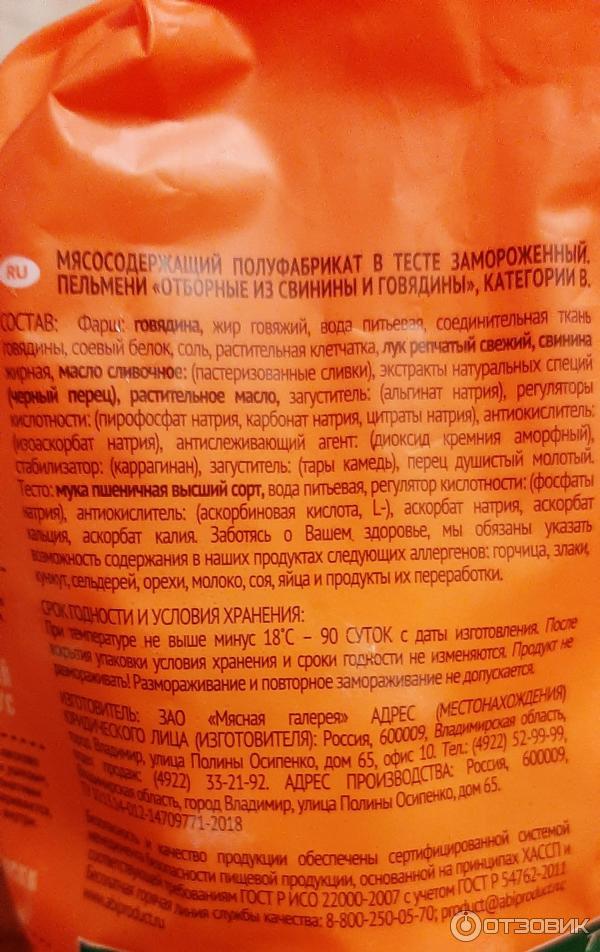 RU
МЯСОСОДЕРЖАЩИЙ ПОЛУФАБРИКАТ В ТЕСТЕ ЗАМОРОЖЕННЫЙ.
ПЕЛЬМЕНИ «ОТБОРНЫЕ ИЗ СВИНИНЫ И ГОВЯДИНЫ», КАТЕГОРИИ В.
СОСТАВ: Фарш: говядина, жир говяжий, вода питьевая, соединительная ткань
говядины, соевый белок, соль, растительная клетчатка, лук репчатый свежий, свинина
жирная, масло сливочное: (пастеризованные сливки), экстракты натуральных специй
(черный перец), растительное масло, загуститель: (альгинат натрия), регуляторы
кислотности: (пирофосфат натрия, карбонат натрия, цитраты натрия), антиокислитель:
(изоаскорбат натрия), антислеживающий агент: (диоксид кремния аморфный),
стабилизатор: (каррагинан), загуститель: (тары камедь), перец душистый молотый.
Тесто: мука пшеничная высший сорт, вода питьевая, регулятор кислотности: (фосфаты
натрия), антиокислитель: (аскорбиновая кислота, L-), аскорбат натрия, аскорбат
кальция, аскорбат калия. Заботясь о Вашем здоровье, мы обязаны указать
возможность содержания в наших продуктах следующих аллергенов: горчица, злаки,
кунжут, сельдерей, орехи, молоко, соя, яйца и продукты их переработки.
СРОК ГОДНОСТИ И УСЛОВИЯ ХРАНЕНИЯ:
При температуре не выше минус 18°С – 90 СУТОК с даты изготовления. После
вскрытия упаковки условия хранения и сроки годности не изменяются. Продукт не
размораживать! Размораживание и повторное замораживание не допускается.
ИЗГОТОВИТЕЛЬ: ЗАО «Мясная галерея» АДРЕС (МЕСТОНАХОЖДЕНИЯ)
ЮРИДИЧЕСКОГО ЛИЦА (ИЗГОТОВИТЕЛЯ): Россия, 600009, Владимирская область,
город Владимир, улица Полины Осипенко, дом 65, офис 10. Тел.: (4922) 52-99-99,
отдел продаж: (4922) 33-21-92. АДРЕС ПРОИЗВОДСТВА: Россия, 600009,
Владимирская область, город Владимир, улица Полины Осипенко, дом 65.
-012-14709771-2018
Безопасность и качество продукции обеспечены сертифицированной системой
менеджмента безопасности пищевой продукции, основанной на принципах ХАССП и
соответствующей требованиям ГОСТ Р ИСО 22000-2007 с учетом ГОСТ Р 54762-2011
Бесплатная горячая линия службы качества: 8-800-250-05-70; product@abiproduct.ru
www.abiproduct.ru
ОТЗОВИК